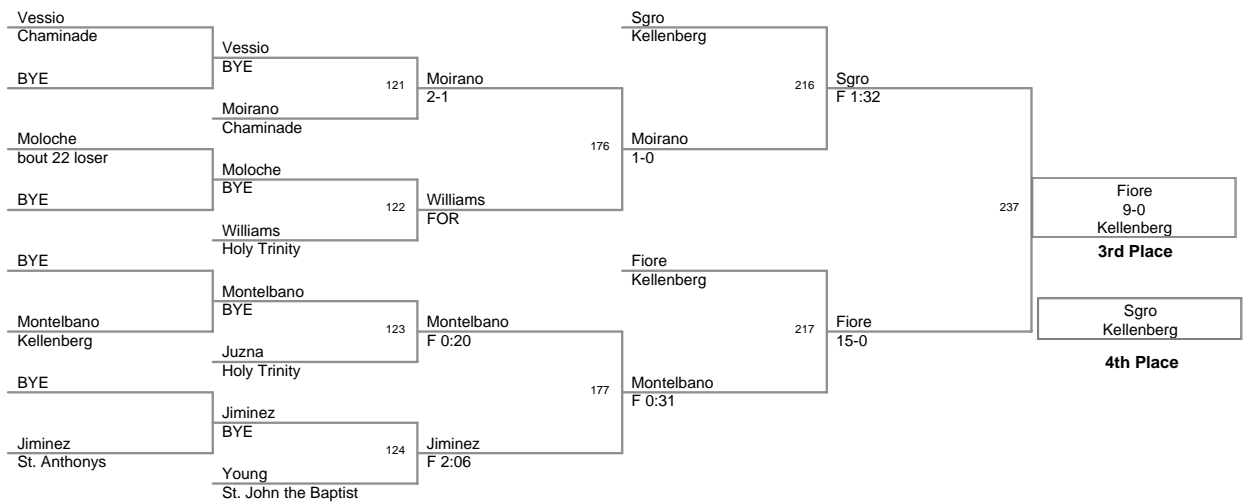 Vessio
Chaminade
BYE
Moloche
bout 22 loser
BYE
BYE
Montelbano
Kellenberg
BYE
Jiminez
St. Anthonys
Vessio
BYE
121
Moirano
Chaminade
Moloche
BYE
122
Williams
Holy Trinity
Montelbano
BYE
123
Juzna
Holy Trinity
Jiminez
BYE
124
Young
St. John the Baptist
Moirano
2-1
176
Williams
FOR
Montelbano
F 0:20
177
Jiminez
F 2:06
Sgro
Kellenberg
216
Moirano
1-0
Fiore
Kellenberg
217
Montelbano
F 0:31
Sgro
F 1:32
237
Fiore
15-0
Fiore
9-0
Kellenberg
3rd Place
Sgro
Kellenberg
4th Place